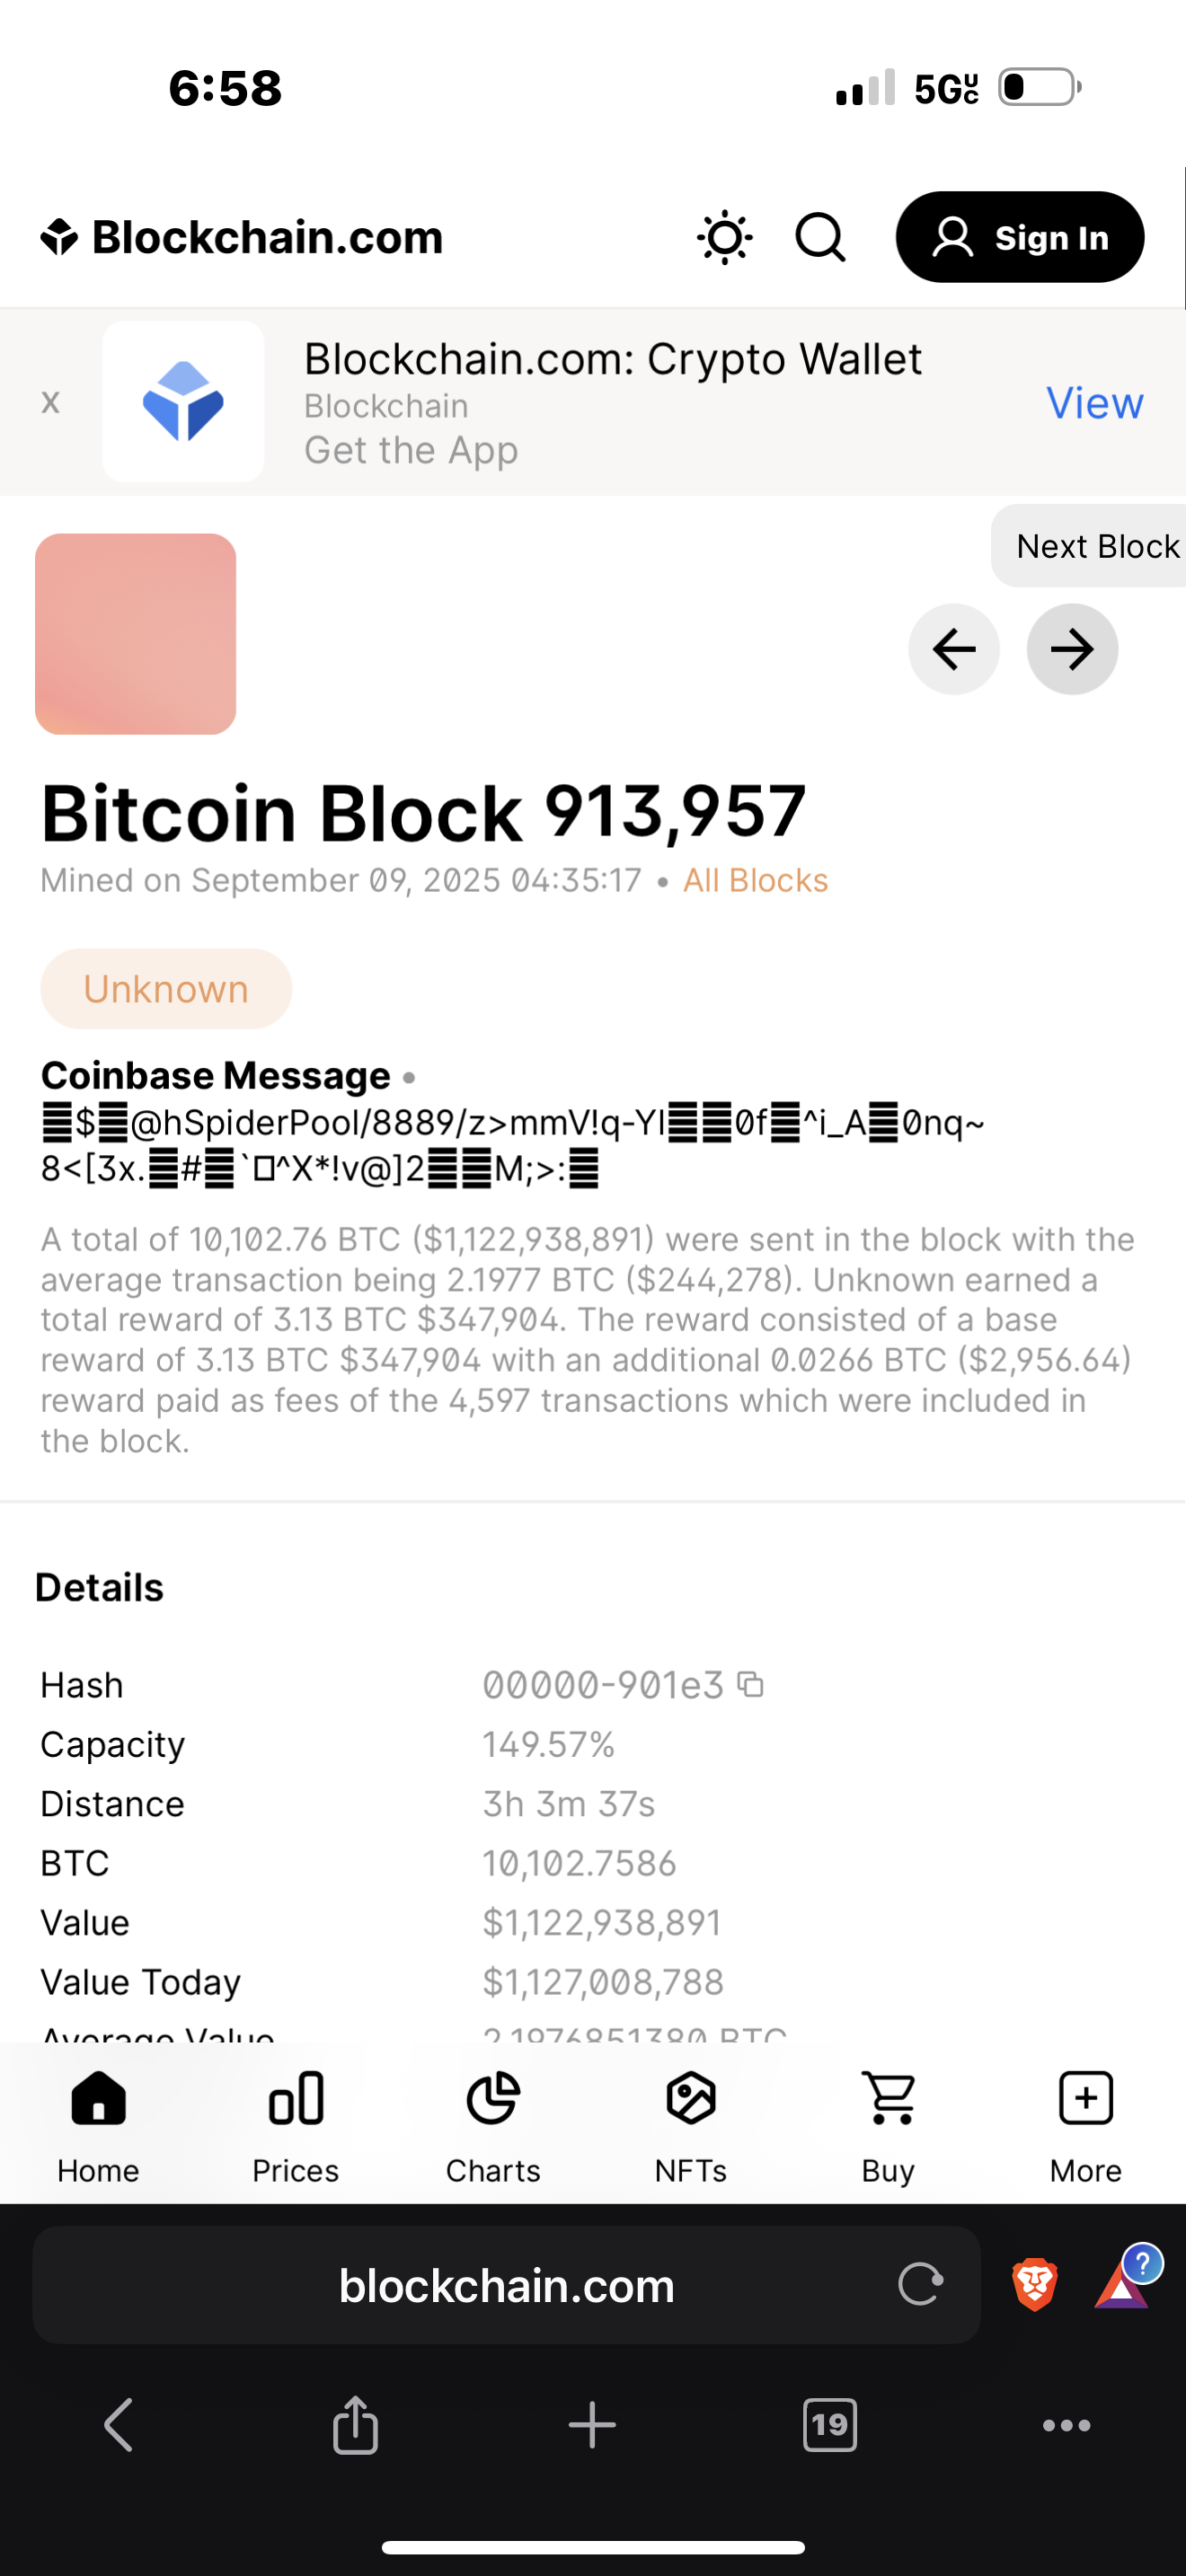 6:58
5GUC
Blockchain.com
Sign In
x
Blockchain.com: Crypto Wallet
Blockchain
Get the App
View
Next Block
Bitcoin Block 913,957
Mined on September 09, 2025 04:35:17 • All Blocks
Unknown
Coinbase Message •
䷁$䷁@hSpiderPool/8889/z>mmV!q-Yl䷁䷁0f䷁^i_A䷁0nq~
8<[3x.䷁#䷁`□^X*!v@]2䷁䷁M;>:䷁
A total of 10,102.76 BTC ($1,122,938,891) were sent in the block with the
average transaction being 2.1977 BTC ($244,278). Unknown earned a
total reward of 3.13 BTC $347,904. The reward consisted of a base
reward of 3.13 BTC $347,904 with an additional 0.0266 BTC ($2,956.64)
reward paid as fees of the 4,597 transactions which were included in
the block.
Details
Hash 00000-901e3
Capacity 149.57%
Distance 3h 3m 37s
BTC 10,102.7586
Value $1,122,938,891
Value Today $1,127,008,788
Average Value 2.1976851380 BTC
Home Prices Charts NFTs Buy More
blockchain.com
?
19